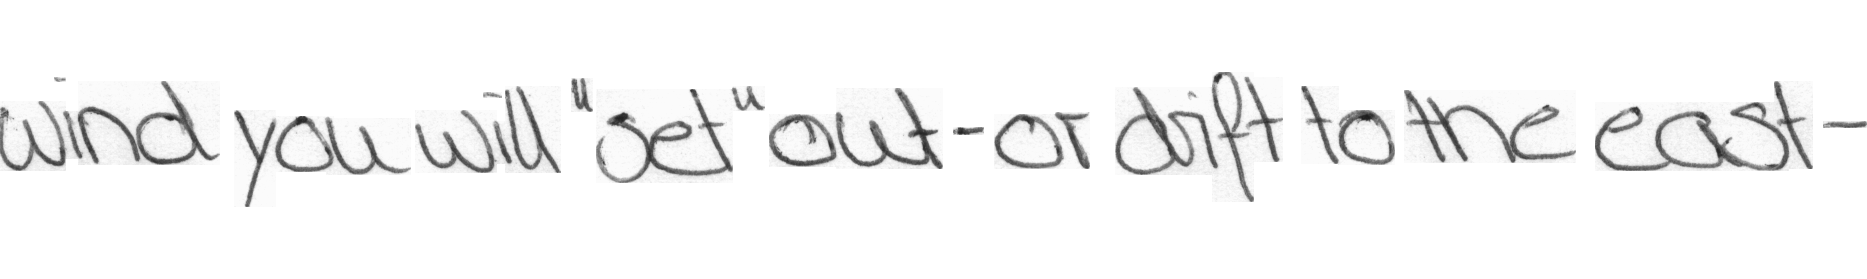 wind you will "set" out - or drift to the east -